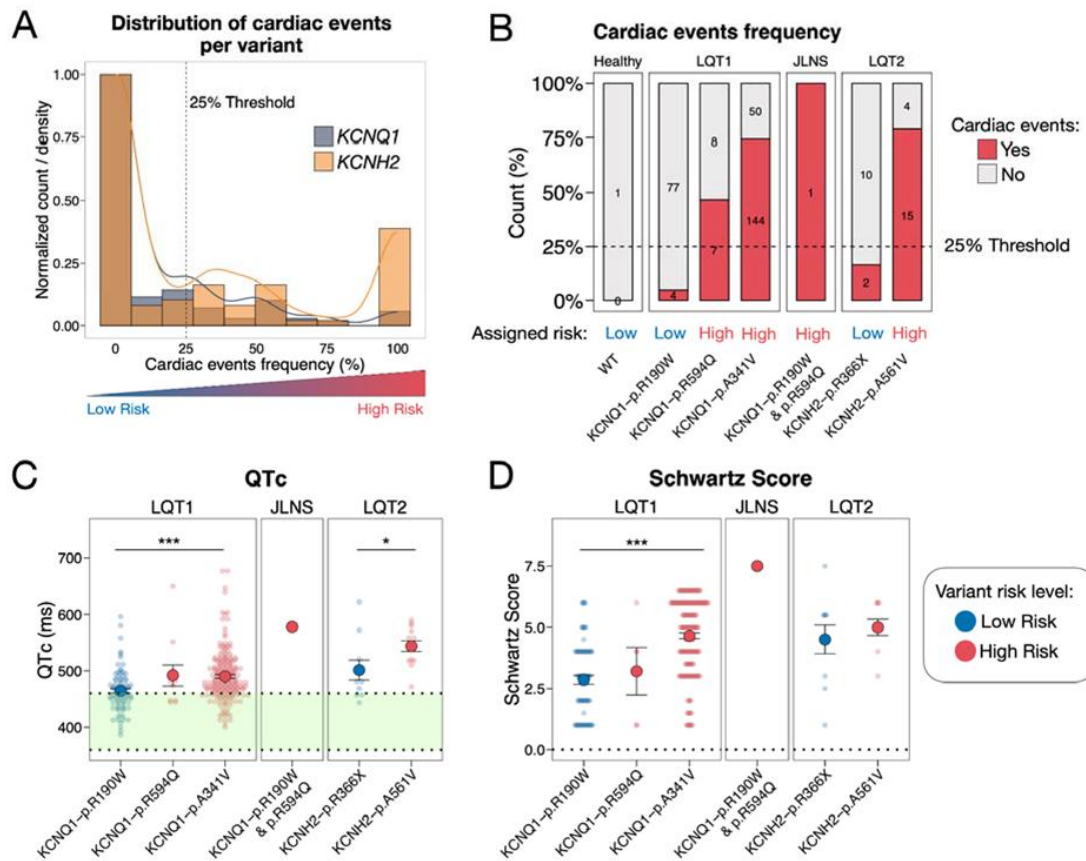 A
Distribution of cardiac events
per variant
1.00
0.75
0.50
0.25
0.00
Normalized count / density
25% Threshold
KCNQ1
KCNH2
0
25
50
75
100
Cardiac events frequency (%)
Low Risk
High Risk
B
Cardiac events frequency
Healthy
LQT1
JLNS
LQT2
100%
75%
50%
25%
0%
Count (%)
1
0
77
4
8
7
50
144
1
10
2
4
15
Cardiac events:
Yes
No
25% Threshold
Assigned risk:
Low
Low
High
High
High
Low
High
WT
KCNQ1–p.R190W
KCNQ1–p.R594Q
KCNQ1–p.A341V
KCNQ1–p.R190W
& p.R594Q
KCNH2–p.R366X
KCNH2–p.A561V
C
QTc
LQT1
JLNS
LQT2
700
600
500
400
QTc (ms)
***
*
KCNQ1–p.R190W
KCNQ1–p.R594Q
KCNQ1–p.A341V
KCNQ1–p.R190W
& p.R594Q
KCNH2–p.R366X
KCNH2–p.A561V
D
Schwartz Score
LQT1
JLNS
LQT2
7.5
5.0
2.5
0.0
Schwartz Score
***
KCNQ1–p.R190W
KCNQ1–p.R594Q
KCNQ1–p.A341V
KCNQ1–p.R190W
& p.R594Q
KCNH2–p.R366X
KCNH2–p.A561V
Variant risk level:
Low Risk
High Risk